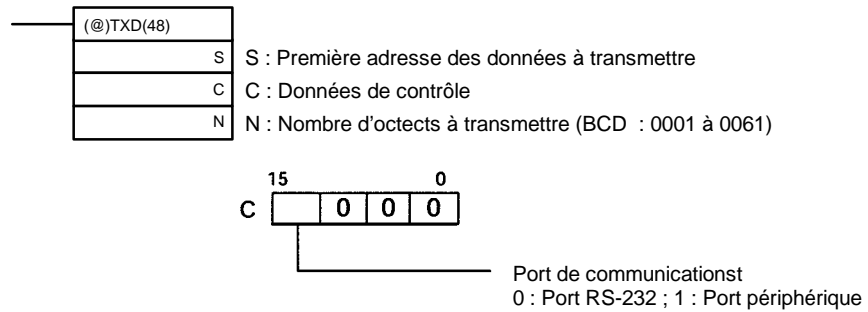 (@)TXD(48)
S S : Première adresse des données à transmettre
C C : Données de contrôle
N N : Nombre d'octects à transmettre (BCD : 0001 à 0061)
15 0
C 0 0 0
Port de communicationst
0 : Port RS-232 ; 1 : Port périphérique